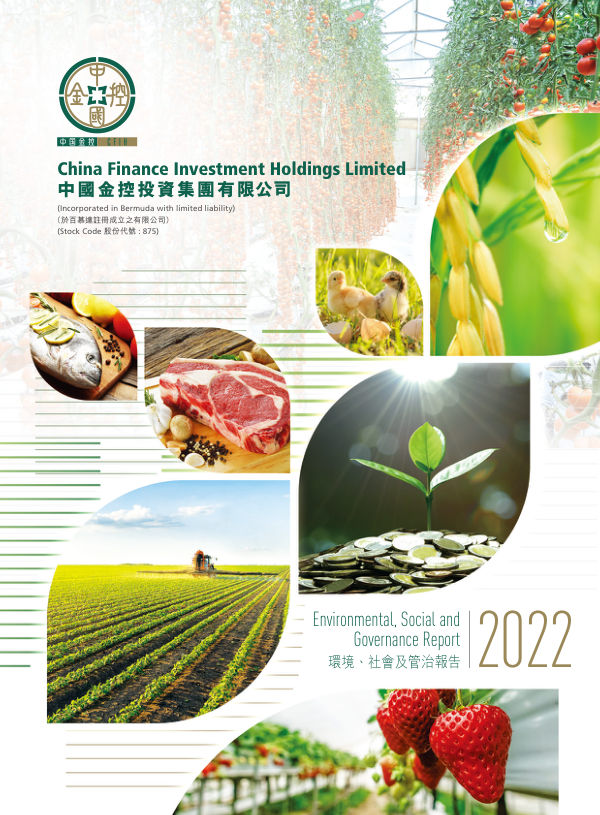 中
金 控
國
中国金控 CFIH
China Finance Investment Holdings Limited
中國金控投資集團有限公司
(Incorporated in Bermuda with limited liability)
(於百慕達註冊成立之有限公司)
(Stock Code 股份代號 : 875)
Environmental, Social and
Governance Report
環境、社會及管治報告
2022